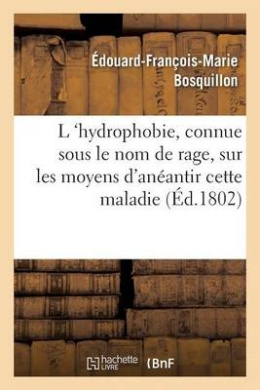 Édouard-François-Marie
Bosquillon
L ‘hydrophobie, connue
sous le nom de rage, sur
les moyens d'anéantir cette
maladie (Éd.1802)
hachette
LIVRE
{BnF